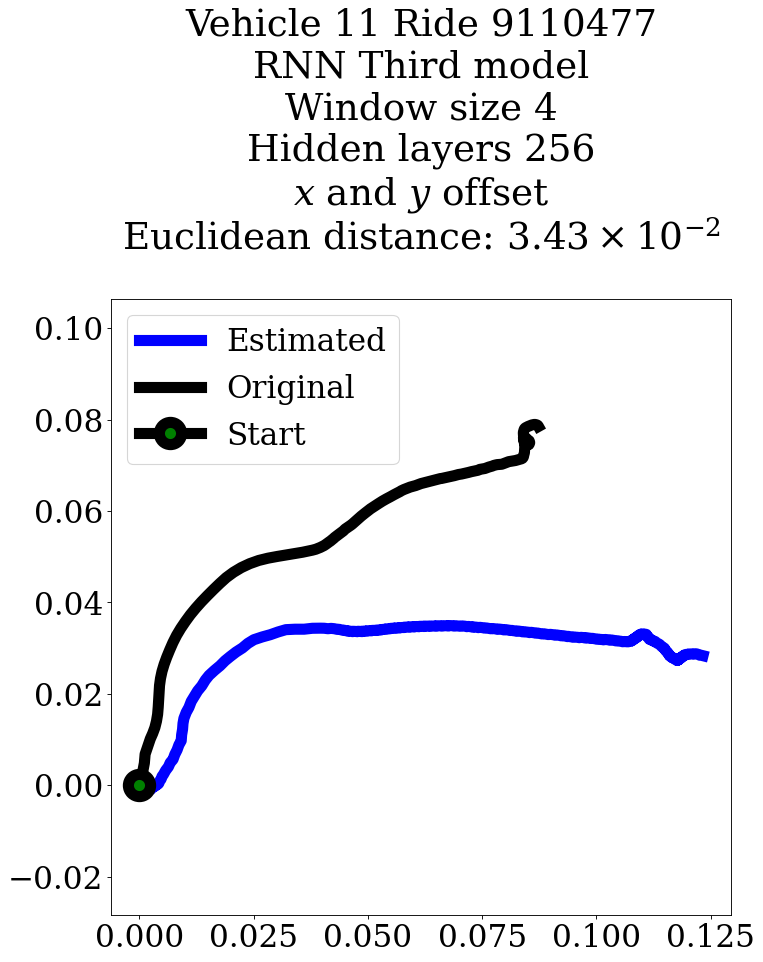 Vehicle 11 Ride 9110477
RNN Third model
Window size 4
Hidden layers 256
x and y offset
Euclidean distance: 3.43 × 10⁻²
Estimated
Original
Start
0.10
0.08
0.06
0.04
0.02
0.00
−0.02
0.000 0.025 0.050 0.075 0.100 0.125